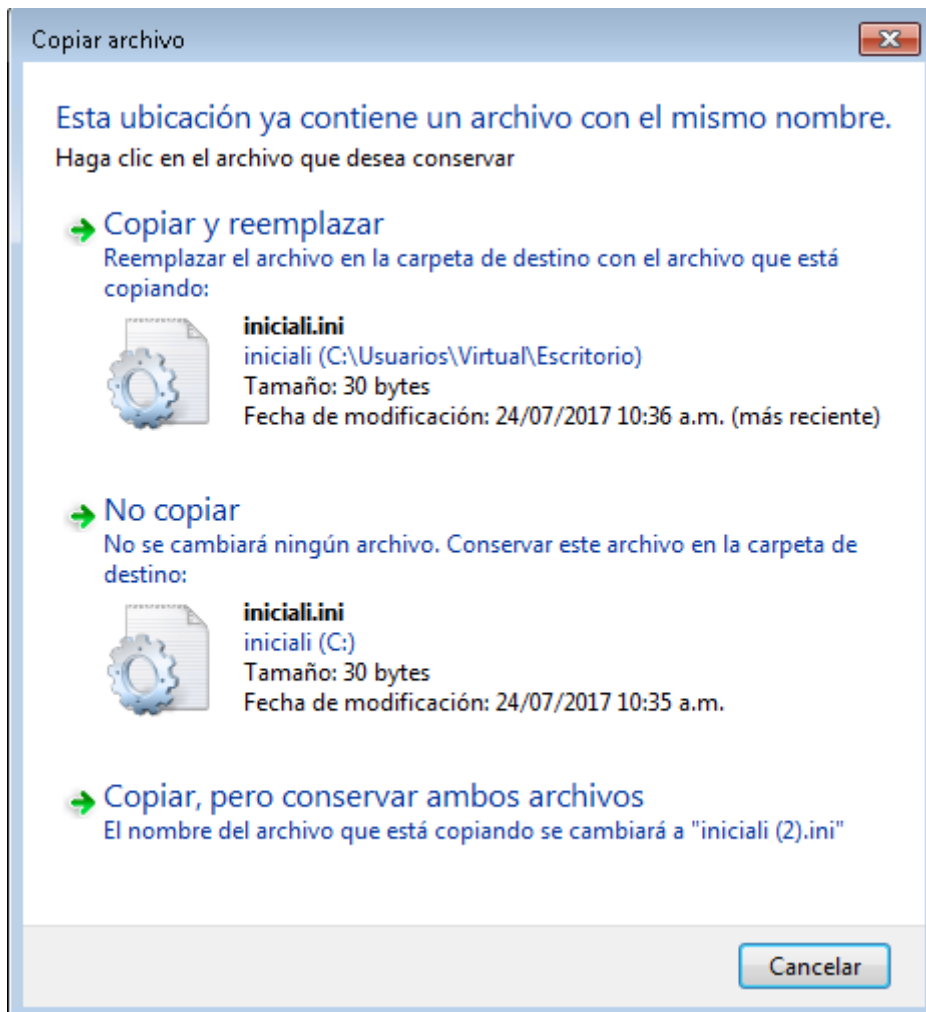 Copiar archivo
Esta ubicación ya contiene un archivo con el mismo nombre.
Haga clic en el archivo que desea conservar
Copiar y reemplazar
Reemplazar el archivo en la carpeta de destino con el archivo que está
copiando:
iniciali.ini
iniciali (C:\Usuarios\Virtual\Escritorio)
Tamaño: 30 bytes
Fecha de modificación: 24/07/2017 10:36 a.m. (más reciente)
No copiar
No se cambiará ningún archivo. Conservar este archivo en la carpeta de
destino:
iniciali.ini
iniciali (C:)
Tamaño: 30 bytes
Fecha de modificación: 24/07/2017 10:35 a.m.
Copiar, pero conservar ambos archivos
El nombre del archivo que está copiando se cambiará a "iniciali (2).ini"
Cancelar